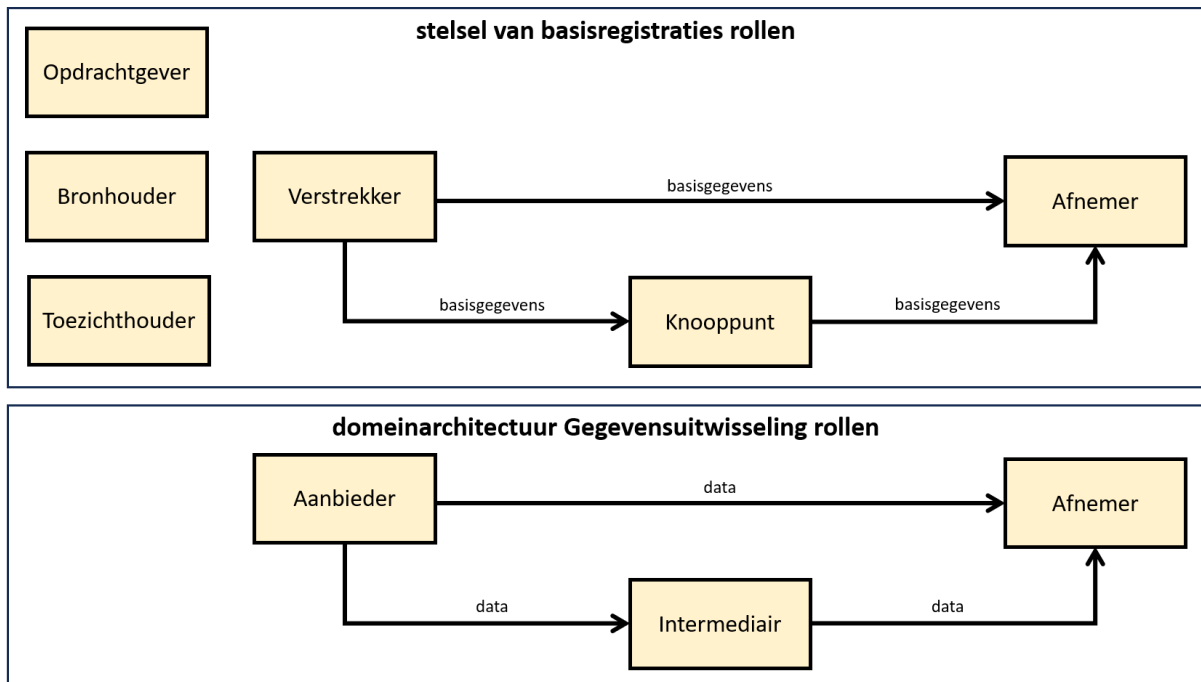 stelsel van basisregistraties rollen
Opdrachtgever
Bronhouder
Verstrekker
basisgegevens
Afnemer
Toezichthouder
basisgegevens
Knooppunt
basisgegevens
domeinarchitectuur Gegevensuitwisseling rollen
Aanbieder
data
Afnemer
data
Intermediair
data